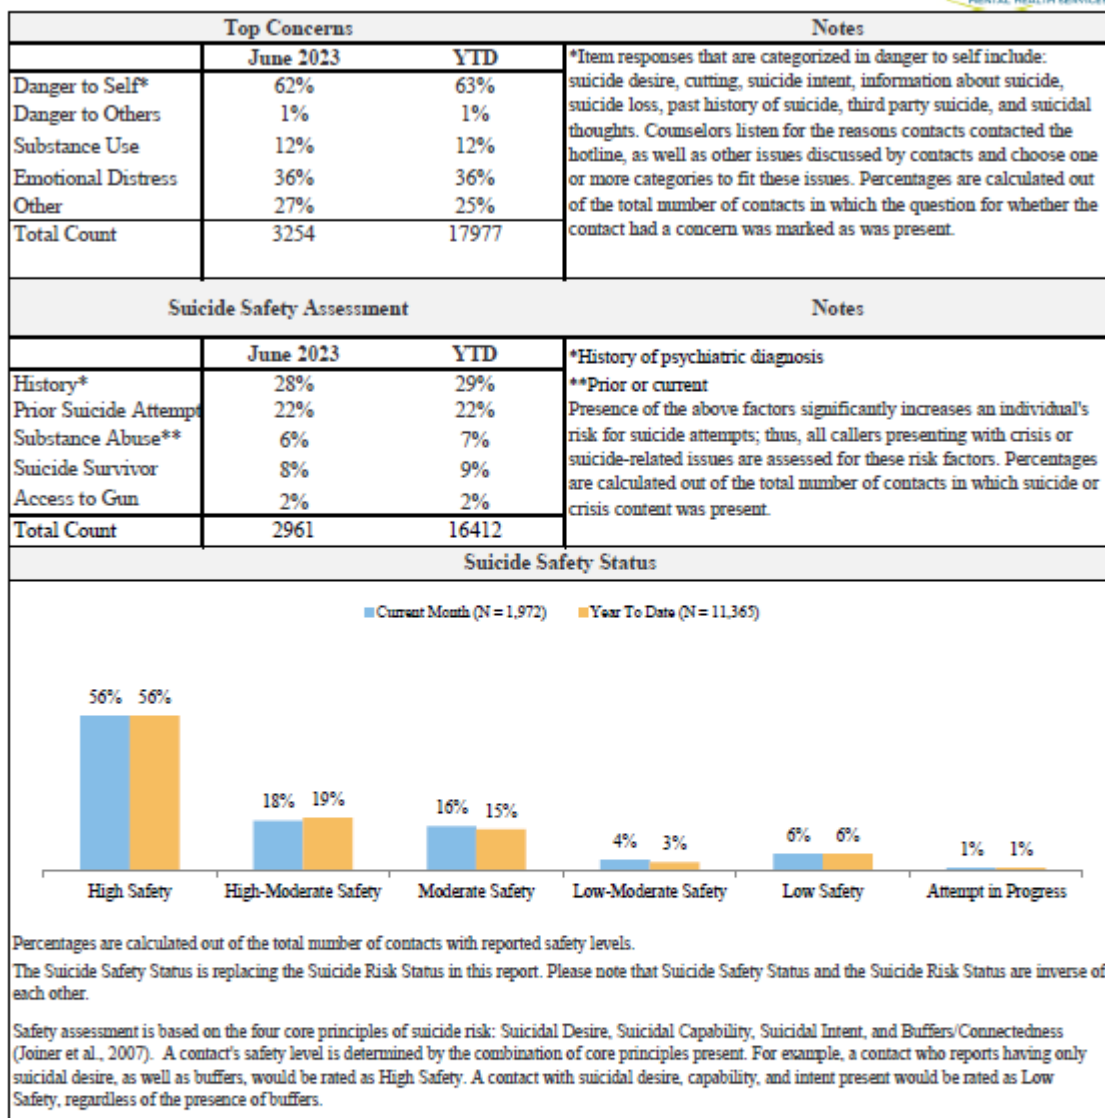 MENTAL HEALTH SERVICES
Top Concerns Notes
June 2023 YTD
Danger to Self* 62% 63%
Danger to Others 1% 1%
Substance Use 12% 12%
Emotional Distress 36% 36%
Other 27% 25%
Total Count 3254 17977
*Item responses that are categorized in danger to self include:
suicide desire, cutting, suicide intent, information about suicide,
suicide loss, past history of suicide, third party suicide, and suicidal
thoughts. Counselors listen for the reasons contacts contacted the
hotline, as well as other issues discussed by contacts and choose one
or more categories to fit these issues. Percentages are calculated out
of the total number of contacts in which the question for whether the
contact had a concern was marked as was present.
Suicide Safety Assessment Notes
June 2023 YTD
History* 28% 29%
Prior Suicide Attempt 22% 22%
Substance Abuse** 6% 7%
Suicide Survivor 8% 9%
Access to Gun 2% 2%
Total Count 2961 16412
*History of psychiatric diagnosis
**Prior or current
Presence of the above factors significantly increases an individual's
risk for suicide attempts; thus, all callers presenting with crisis or
suicide-related issues are assessed for these risk factors. Percentages
are calculated out of the total number of contacts in which suicide or
crisis content was present.
Suicide Safety Status
Current Month (N = 1,972) Year To Date (N = 11,365)
56% 56%
18% 19%
16% 15%
4% 3%
6% 6%
1% 1%
High Safety High-Moderate Safety Moderate Safety Low-Moderate Safety Low Safety Attempt in Progress
Percentages are calculated out of the total number of contacts with reported safety levels.
The Suicide Safety Status is replacing the Suicide Risk Status in this report. Please note that Suicide Safety Status and the Suicide Risk Status are inverse of
each other.
Safety assessment is based on the four core principles of suicide risk: Suicidal Desire, Suicidal Capability, Suicidal Intent, and Buffers/Connectedness
(Joiner et al., 2007). A contact's safety level is determined by the combination of core principles present. For example, a contact who reports having only
suicidal desire, as well as buffers, would be rated as High Safety. A contact with suicidal desire, capability, and intent present would be rated as Low
Safety, regardless of the presence of buffers.